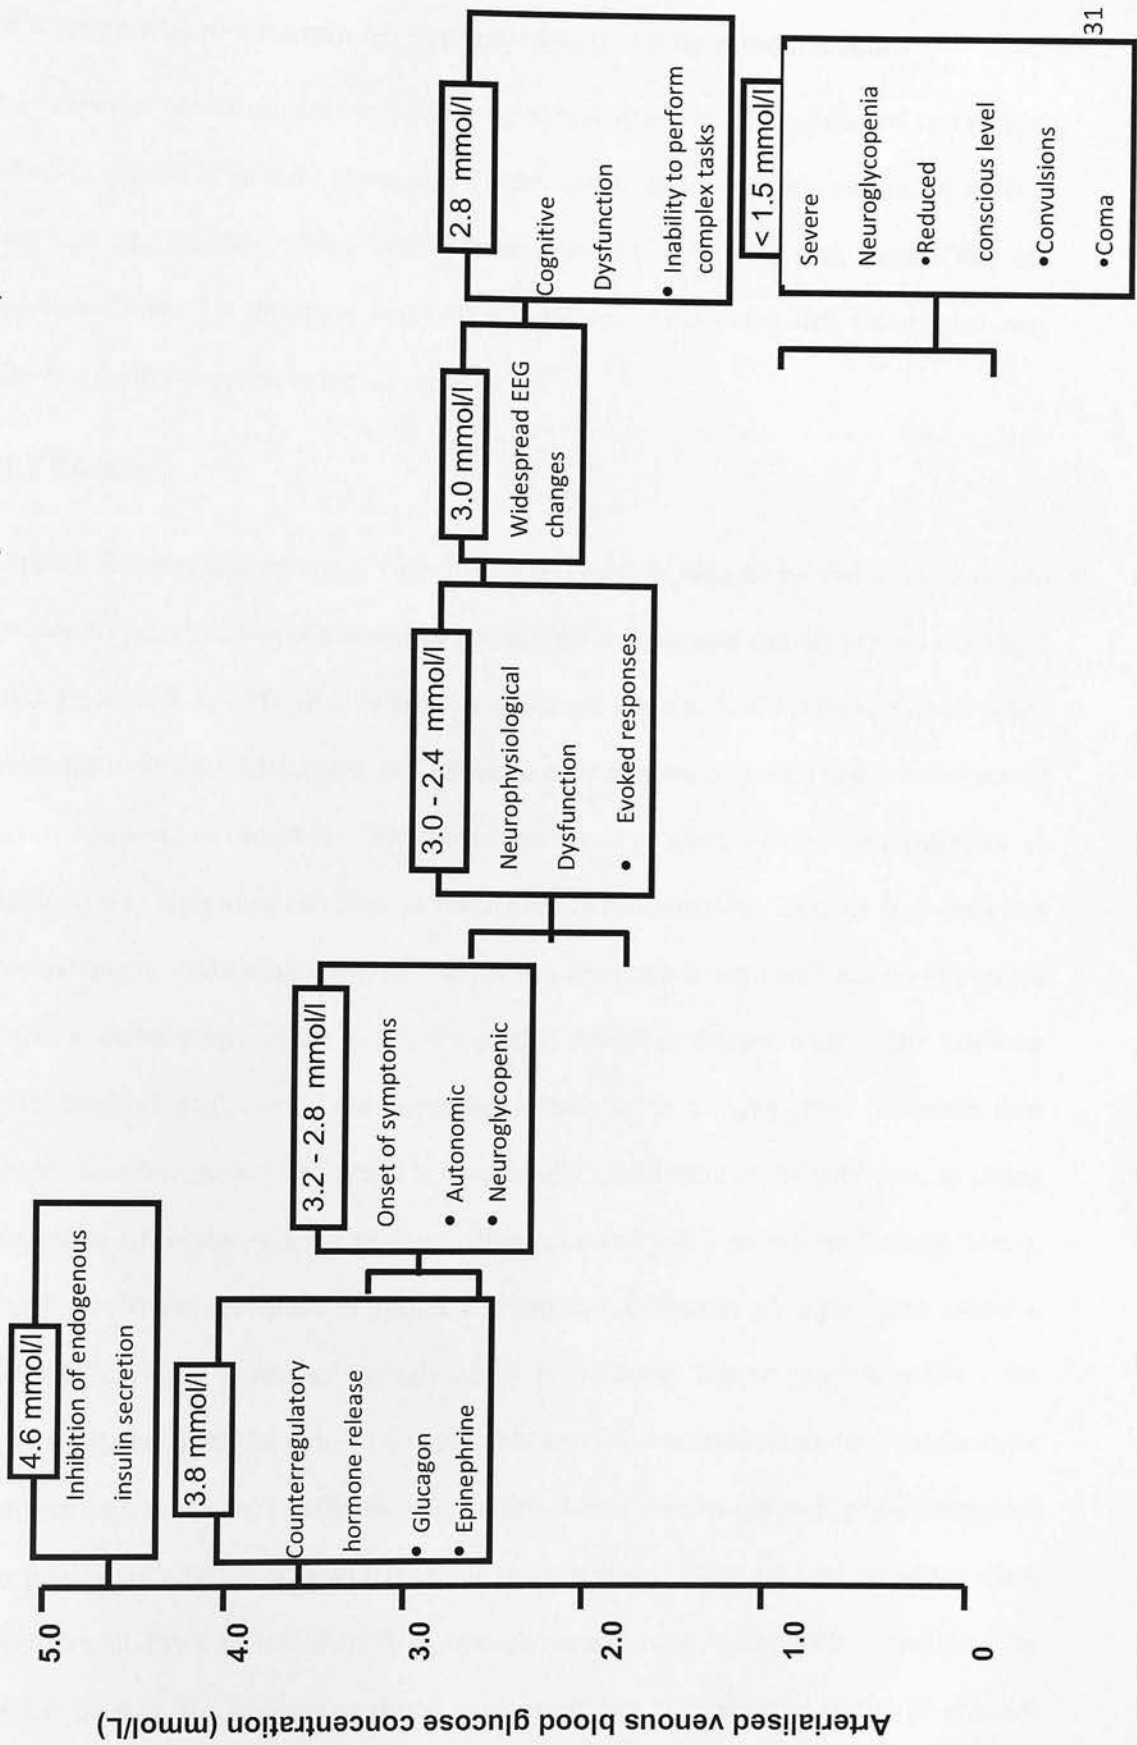 Arterialised venous blood glucose concentration (mmol/L)
5.0
4.0
3.0
2.0
1.0
0
4.6 mmol/l
Inhibition of endogenous
insulin secretion
3.8 mmol/l
Counterregulatory
hormone release
• Glucagon
• Epinephrine
3.2 - 2.8 mmol/l
Onset of symptoms
• Autonomic
• Neuroglycopenic
3.0 - 2.4 mmol/l
Neurophysiological
Dysfunction
• Evoked responses
3.0 mmol/l
Widespread EEG
changes
2.8 mmol/l
Cognitive
Dysfunction
• Inability to perform
complex tasks
< 1.5 mmol/l
Severe
Neuroglycopenia
•Reduced
conscious level
•Convulsions
•Coma
31